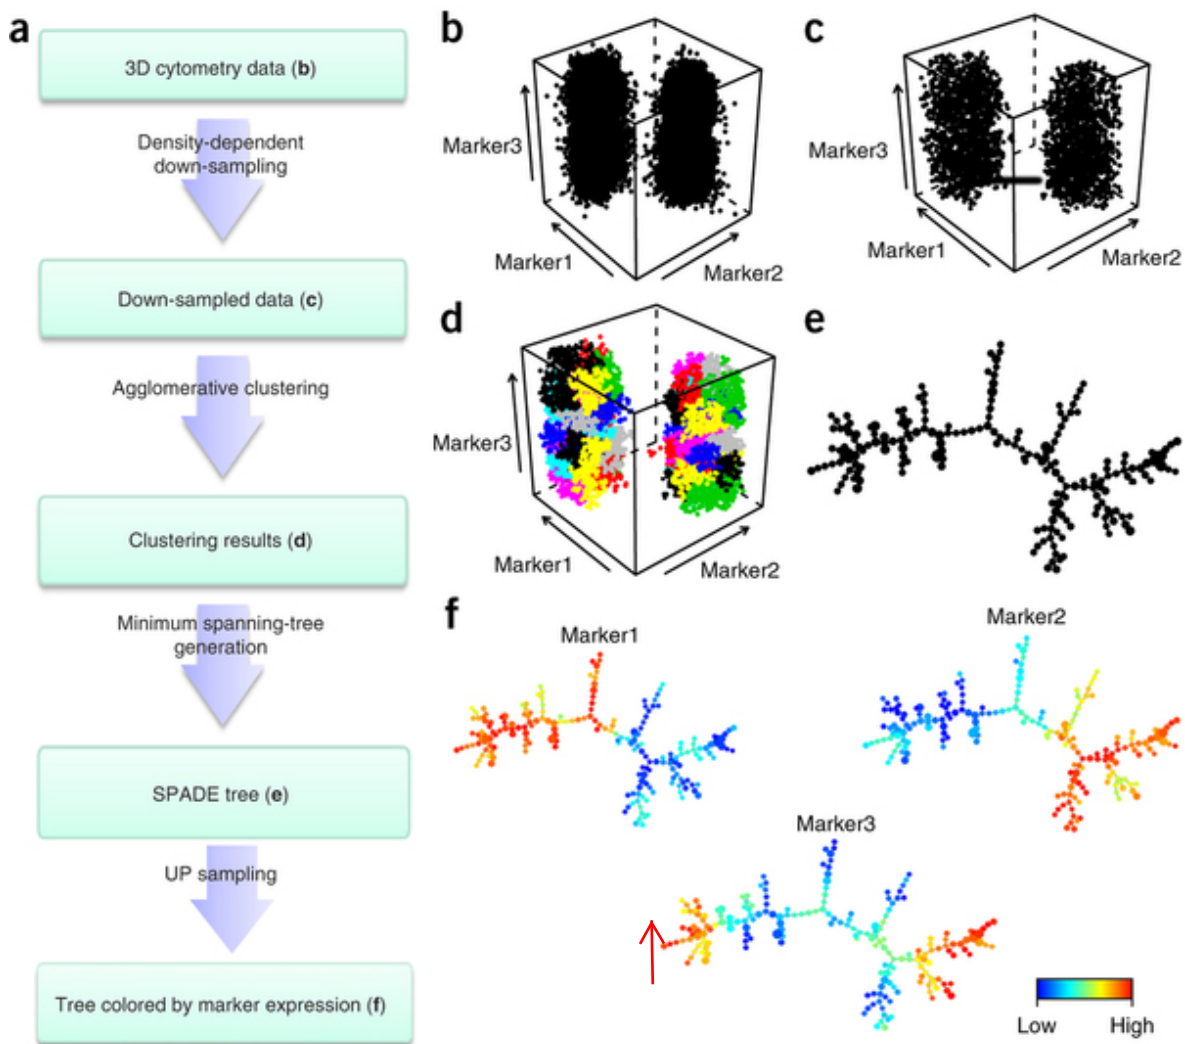 a
3D cytometry data (b)
Density-dependent
down-sampling
Down-sampled data (c)
Agglomerative clustering
Clustering results (d)
Minimum spanning-tree
generation
SPADE tree (e)
UP sampling
Tree colored by marker expression (f)
b
Marker3
Marker1
Marker2
c
Marker3
Marker1
Marker2
d
Marker3
Marker1
Marker2
e
f
Marker1
Marker2
Marker3
Low
High